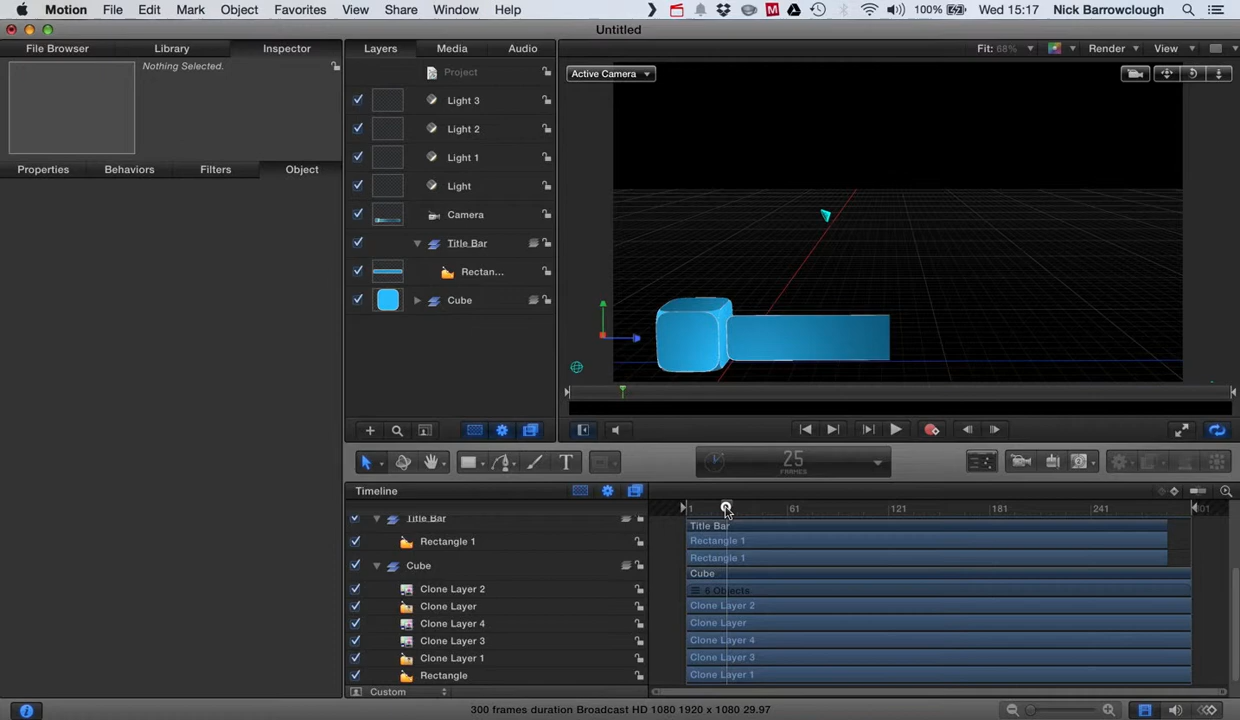 Motion File Edit Mark Object Favorites View Share Window Help 100% Wed 15:17 Nick Barrowclough
Untitled
File Browser Library Inspector Layers Media Audio Fit: 68% Render View
Nothing Selected.
Project
Active Camera
Light 3
Light 2
Light 1
Properties Behaviors Filters Object
Light
Camera
Title Bar
Rectan...
Cube
25
FRAMES
Timeline
1 61 121 181 241 301
Title Bar Title Bar
Rectangle 1 Rectangle 1
Rectangle 1
Cube Cube
6 Objects
Clone Layer 2 Clone Layer 2
Clone Layer Clone Layer
Clone Layer 4 Clone Layer 4
Clone Layer 3 Clone Layer 3
Clone Layer 1 Clone Layer 1
Rectangle
Custom
300 frames duration Broadcast HD 1080 1920 x 1080 29.97